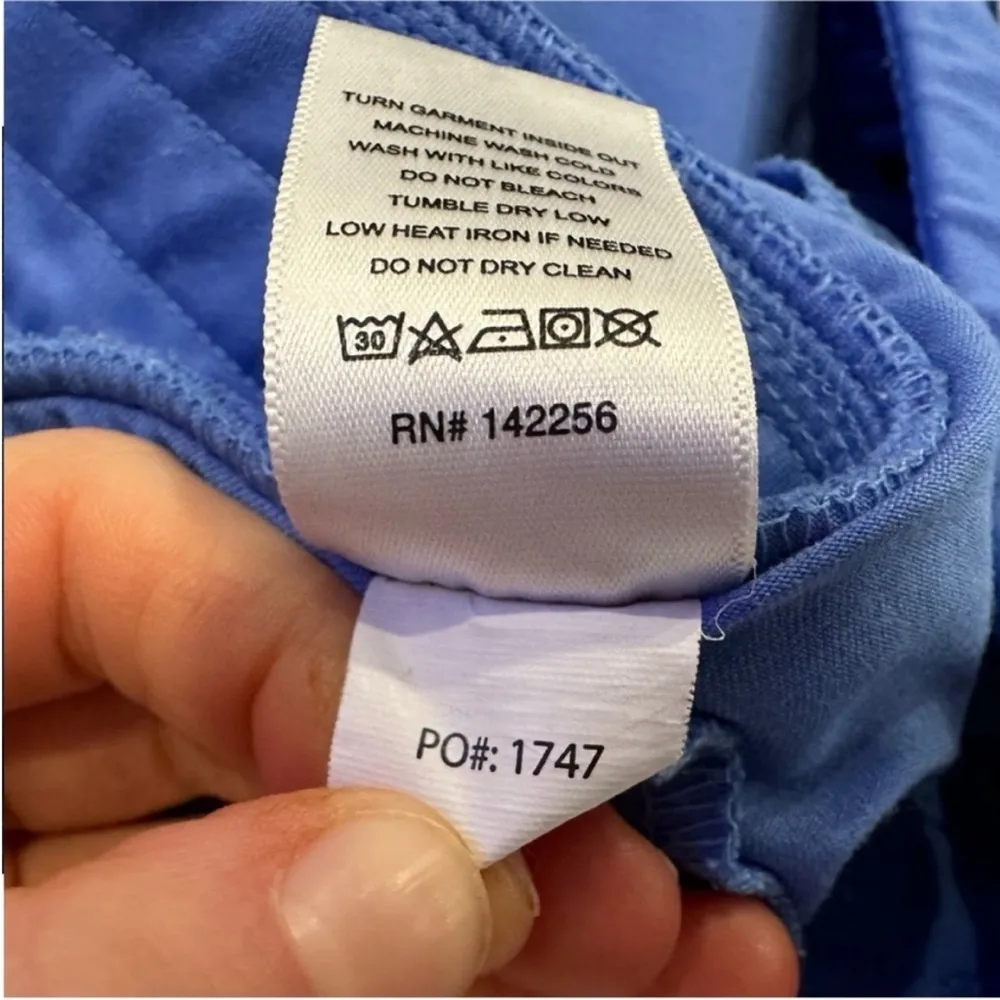 TURN GARMENT INSIDE OUT
MACHINE WASH COLD
WASH WITH LIKE COLORS
DO NOT BLEACH
TUMBLE DRY LOW
LOW HEAT IRON IF NEEDED
DO NOT DRY CLEAN
30
RN# 142256
PO#: 1747